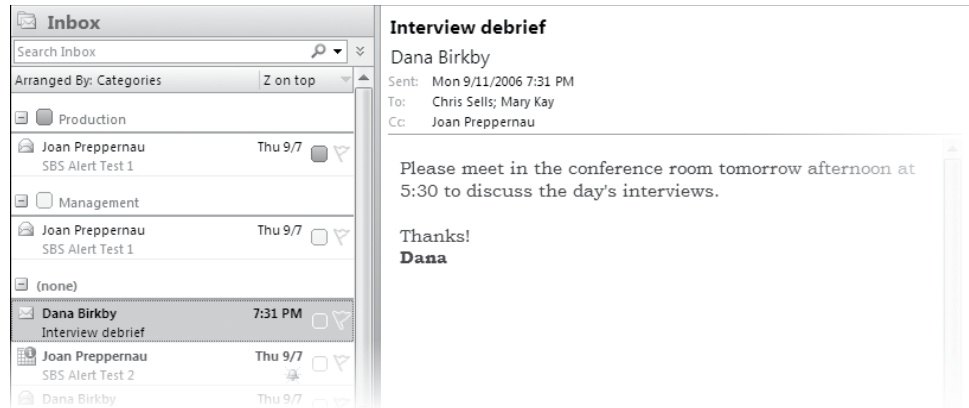 Inbox
Search Inbox
Arranged By: Categories Z on top
Production
Joan Preppernau Thu 9/7
SBS Alert Test 1
Management
Joan Preppernau Thu 9/7
SBS Alert Test 1
(none)
Dana Birkby 7:31 PM
Interview debrief
Joan Preppernau Thu 9/7
SBS Alert Test 2
Dana Birkby Thu 9/7
Interview debrief
Dana Birkby
Sent: Mon 9/11/2006 7:31 PM
To: Chris Sells; Mary Kay
Cc: Joan Preppernau
Please meet in the conference room tomorrow afternoon at
5:30 to discuss the day's interviews.
Thanks!
Dana